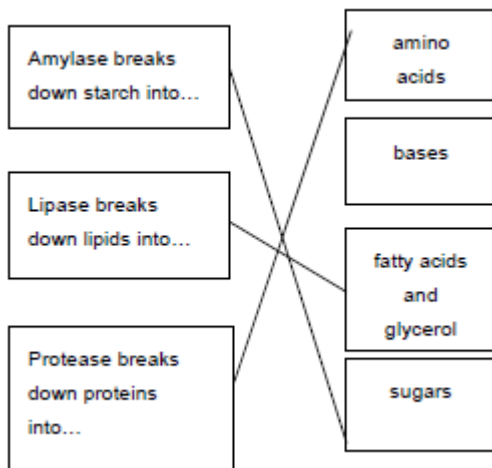 Amylase breaks
down starch into…
Lipase breaks
down lipids into…
Protease breaks
down proteins
into…
amino
acids
bases
fatty acids
and
glycerol
sugars